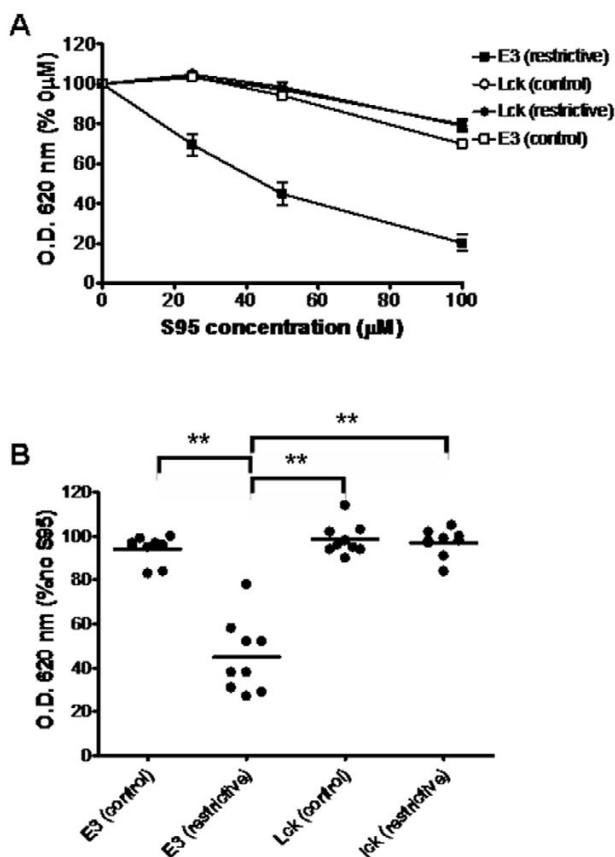 A
O.D. 620 nm (% 0µM)
120
100
80
60
40
20
0
0
20
40
60
80
100
S95 concentration (µM)
E3 (restrictive)
Lck (control)
Lck (restrictive)
E3 (control)
B
**
**
**
O.D. 620 nm (%no S95)
120
100
80
60
40
20
0
E3 (control)
E3 (restrictive)
Lck (control)
lck (restrictive)